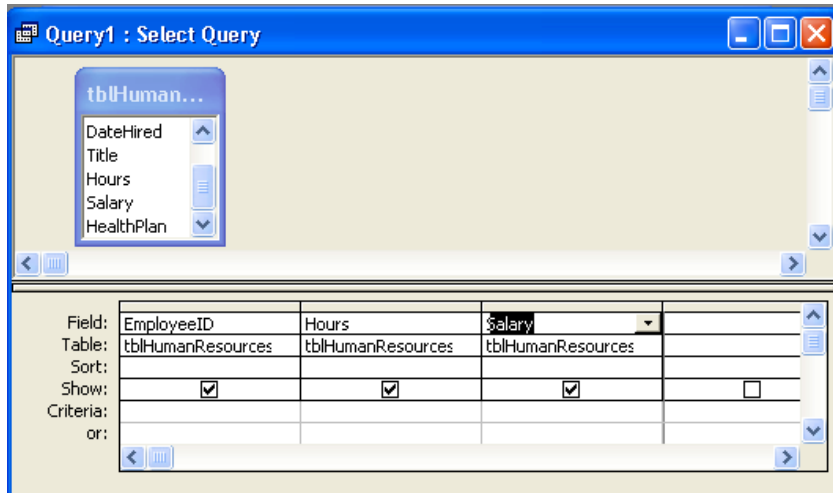 Query1 : Select Query
tblHuman...
DateHired
Title
Hours
Salary
HealthPlan
Field: EmployeeID Hours Salary
Table: tblHumanResources tblHumanResources tblHumanResources
Sort:
Show:
Criteria:
or: